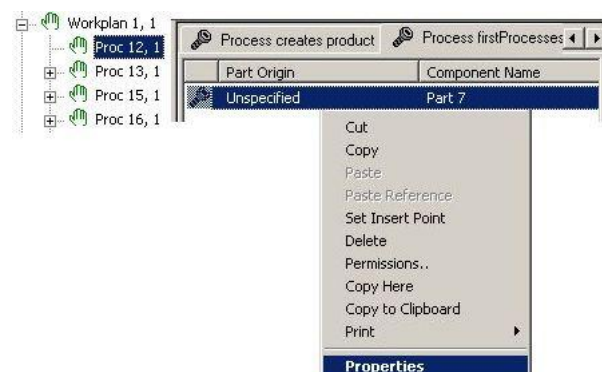 Workplan 1, 1
Proc 12, 1
Proc 13, 1
Proc 15, 1
Proc 16, 1
Process creates product
Process firstProcesses
Part Origin
Component Name
Unspecified
Part 7
Cut
Copy
Paste
Paste Reference
Set Insert Point
Delete
Permissions..
Copy Here
Copy to Clipboard
Print
Properties